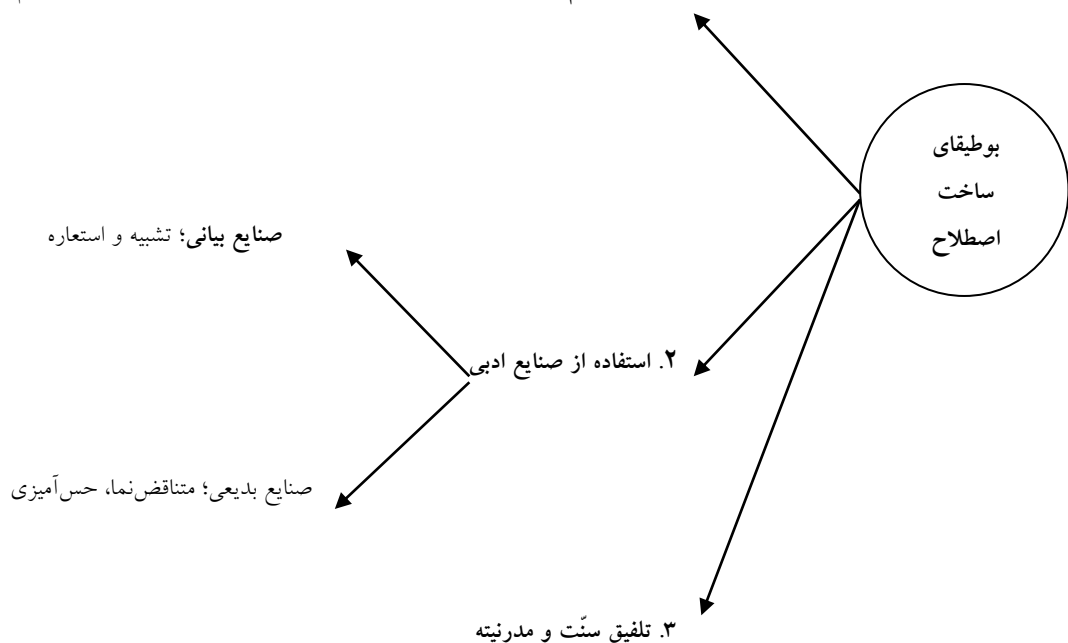 بوطیقای
ساخت
اصطلاح
صنایع بیانی؛ تشبیه و استعاره
۲. استفاده از صنایع ادبی
صنایع بدیعی؛ متناقض‌نما، حس‌آمیزی
۳. تلفیق سنّت و مدرنیته